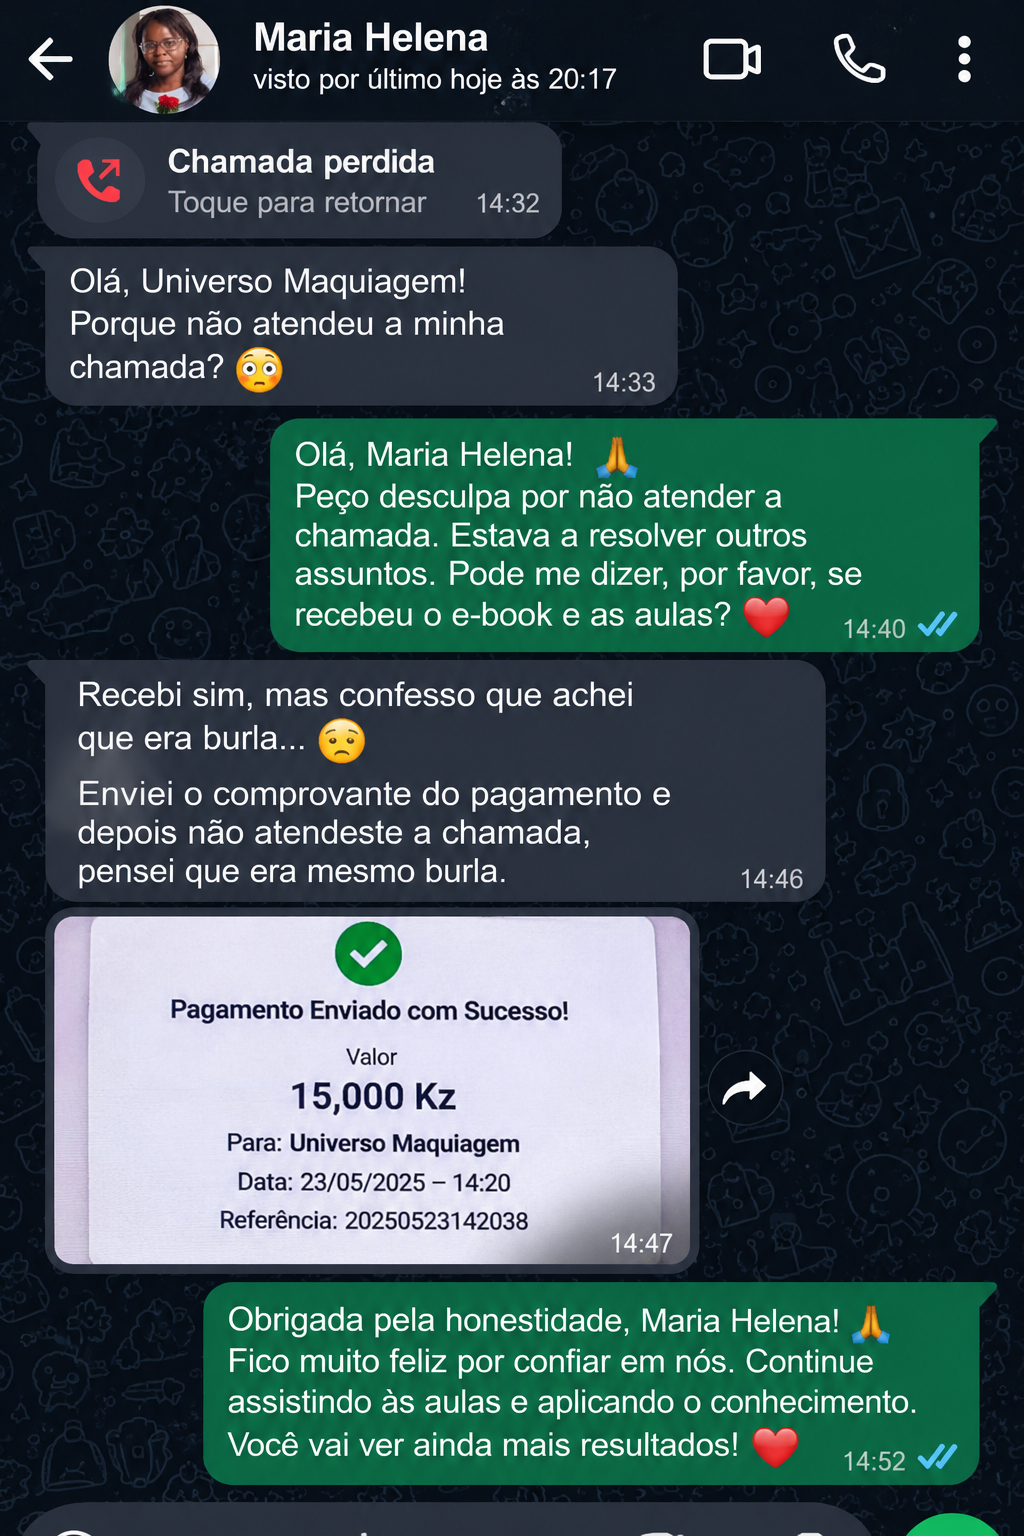 Maria Helena
visto por último hoje às 20:17
Chamada perdida
Toque para retornar 14:32
Olá, Universo Maquiagem!
Porque não atendeu a minha
chamada? 😳
14:33
Olá, Maria Helena! 🙏
Peço desculpa por não atender a
chamada. Estava a resolver outros
assuntos. Pode me dizer, por favor, se
recebeu o e-book e as aulas? ❤️
14:40
Recebi sim, mas confesso que achei
que era burla... 😟
Enviei o comprovante do pagamento e
depois não atendeste a chamada,
pensei que era mesmo burla.
14:46
Pagamento Enviado com Sucesso!
Valor
15,000 Kz
Para: Universo Maquiagem
Data: 23/05/2025 – 14:20
Referência: 20250523142038
14:47
Obrigada pela honestidade, Maria Helena! 🙏
Fico muito feliz por confiar em nós. Continue
assistindo às aulas e aplicando o conhecimento.
Você vai ver ainda mais resultados! ❤️
14:52